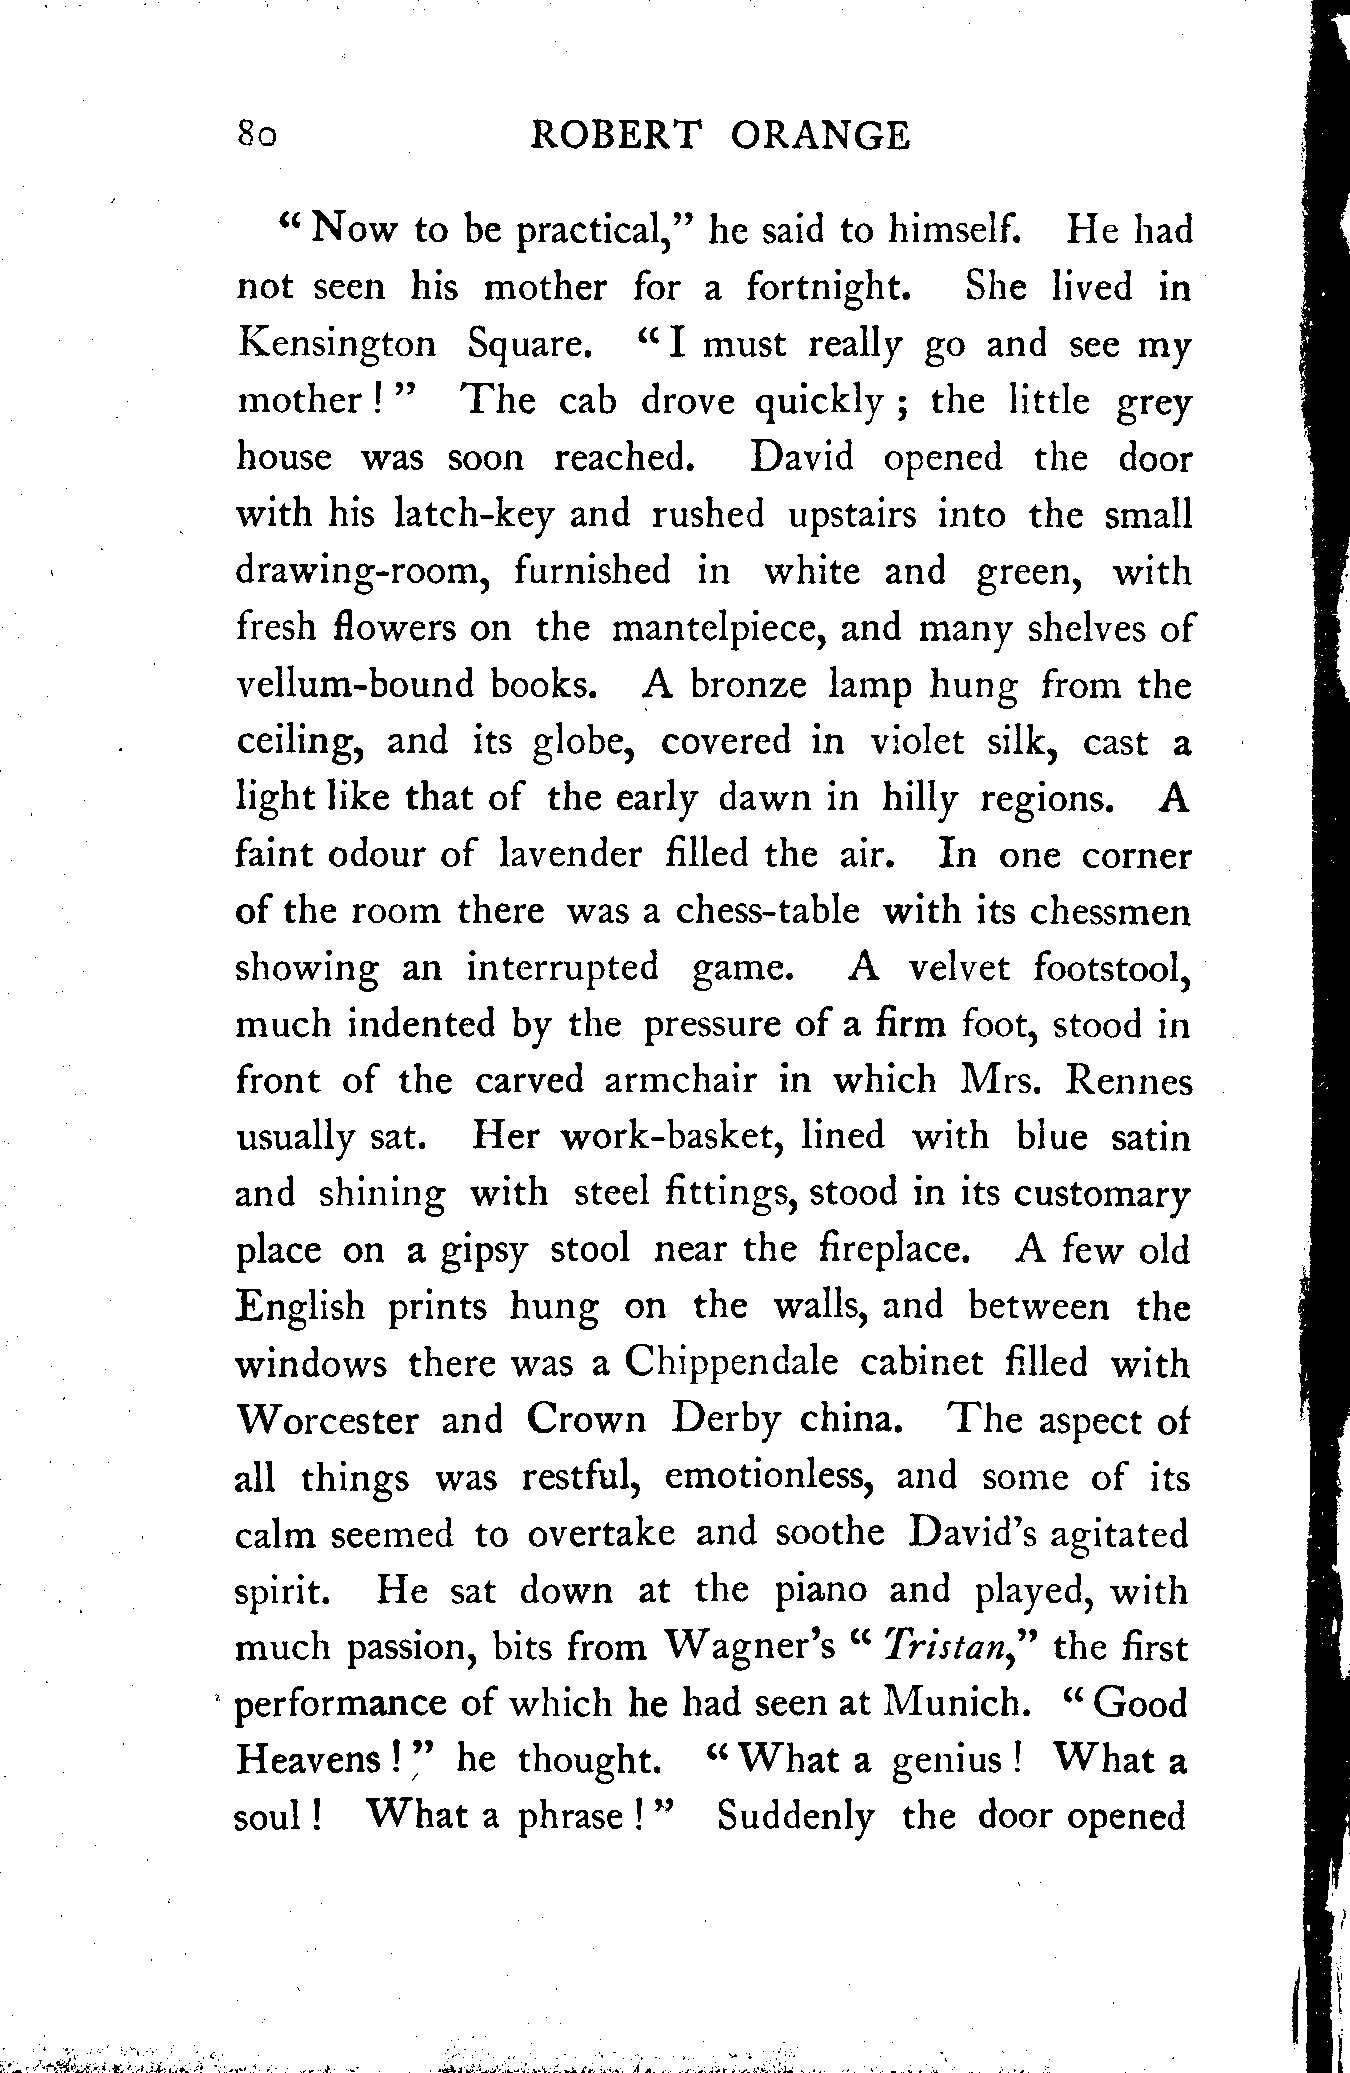 80 ROBERT ORANGE
“Now to be practical,” he said to himself. He had
not seen his mother for a fortnight. She lived in
Kensington Square. “I must really go and see my
mother!” The cab drove quickly; the little grey
house was soon reached. David opened the door
with his latch-key and rushed upstairs into the small
drawing-room, furnished in white and green, with
fresh flowers on the mantelpiece, and many shelves of
vellum-bound books. A bronze lamp hung from the
ceiling, and its globe, covered in violet silk, cast a
light like that of the early dawn in hilly regions. A
faint odour of lavender filled the air. In one corner
of the room there was a chess-table with its chessmen
showing an interrupted game. A velvet footstool,
much indented by the pressure of a firm foot, stood in
front of the carved armchair in which Mrs. Rennes
usually sat. Her work-basket, lined with blue satin
and shining with steel fittings, stood in its customary
place on a gipsy stool near the fireplace. A few old
English prints hung on the walls, and between the
windows there was a Chippendale cabinet filled with
Worcester and Crown Derby china. The aspect of
all things was restful, emotionless, and some of its
calm seemed to overtake and soothe David’s agitated
spirit. He sat down at the piano and played, with
much passion, bits from Wagner’s “Tristan,” the first
performance of which he had seen at Munich. “Good
Heavens!” he thought. “What a genius! What a
soul! What a phrase!” Suddenly the door opened